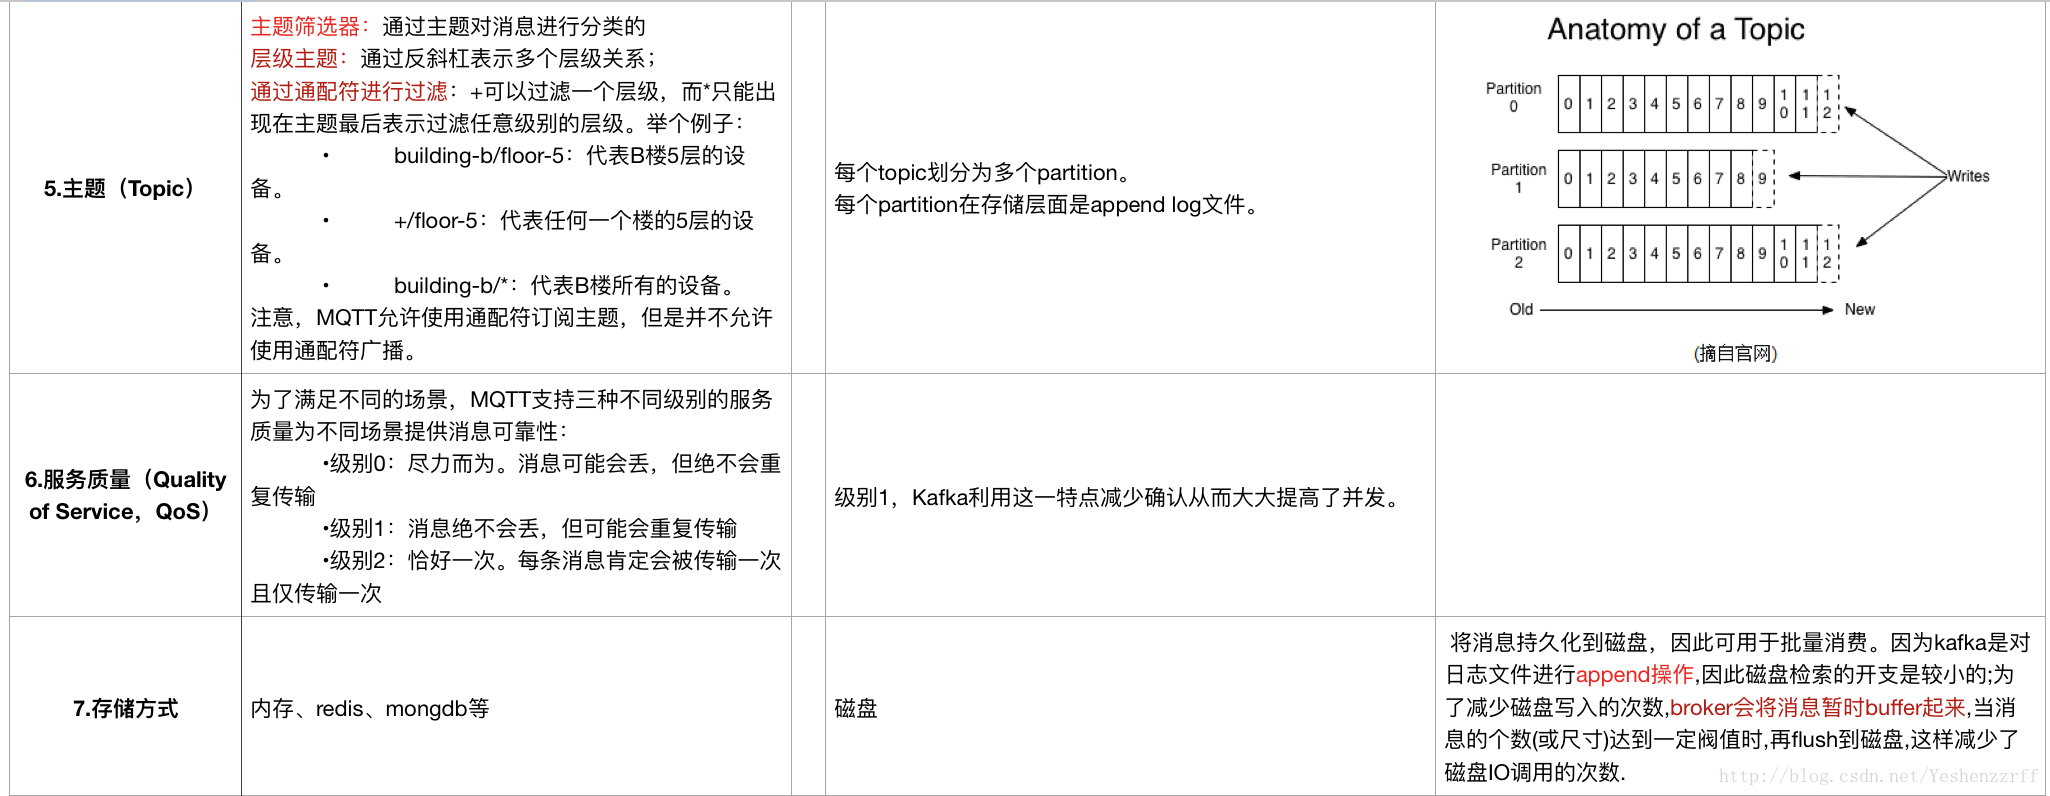 5.主题（Topic）
主题筛选器：通过主题对消息进行分类的
层级主题：通过反斜杠表示多个层级关系；
通过通配符进行过滤：+可以过滤一个层级，而*只能出
现在主题最后表示过滤任意级别的层级。举个例子：
• building-b/floor-5：代表B楼5层的设
备。
• +/floor-5：代表任何一个楼的5层的设
备。
• building-b/*：代表B楼所有的设备。
注意，MQTT允许使用通配符订阅主题，但是并不允许
使用通配符广播。
每个topic划分为多个partition。
每个partition在存储层面是append log文件。
Anatomy of a Topic
Partition
0
0 1 2 3 4 5 6 7 8 9 10 11 12
Partition
1
0 1 2 3 4 5 6 7 8 9
Writes
Partition
2
0 1 2 3 4 5 6 7 8 9 10 11 12
Old New
(摘自官网)
6.服务质量（Quality
of Service，QoS）
为了满足不同的场景，MQTT支持三种不同级别的服务
质量为不同场景提供消息可靠性：
•级别0：尽力而为。消息可能会丢，但绝不会重
复传输
•级别1：消息绝不会丢，但可能会重复传输
•级别2：恰好一次。每条消息肯定会被传输一次
且仅传输一次
级别1，Kafka利用这一特点减少确认从而大大提高了并发。
7.存储方式
内存、redis、mongdb等
磁盘
将消息持久化到磁盘，因此可用于批量消费。因为kafka是对
日志文件进行append操作,因此磁盘检索的开支是较小的;为
了减少磁盘写入的次数,broker会将消息暂时buffer起来,当消
息的个数(或尺寸)达到一定阀值时,再flush到磁盘,这样减少了
磁盘IO调用的次数.
http://blog.csdn.net/Yeshenzzrff